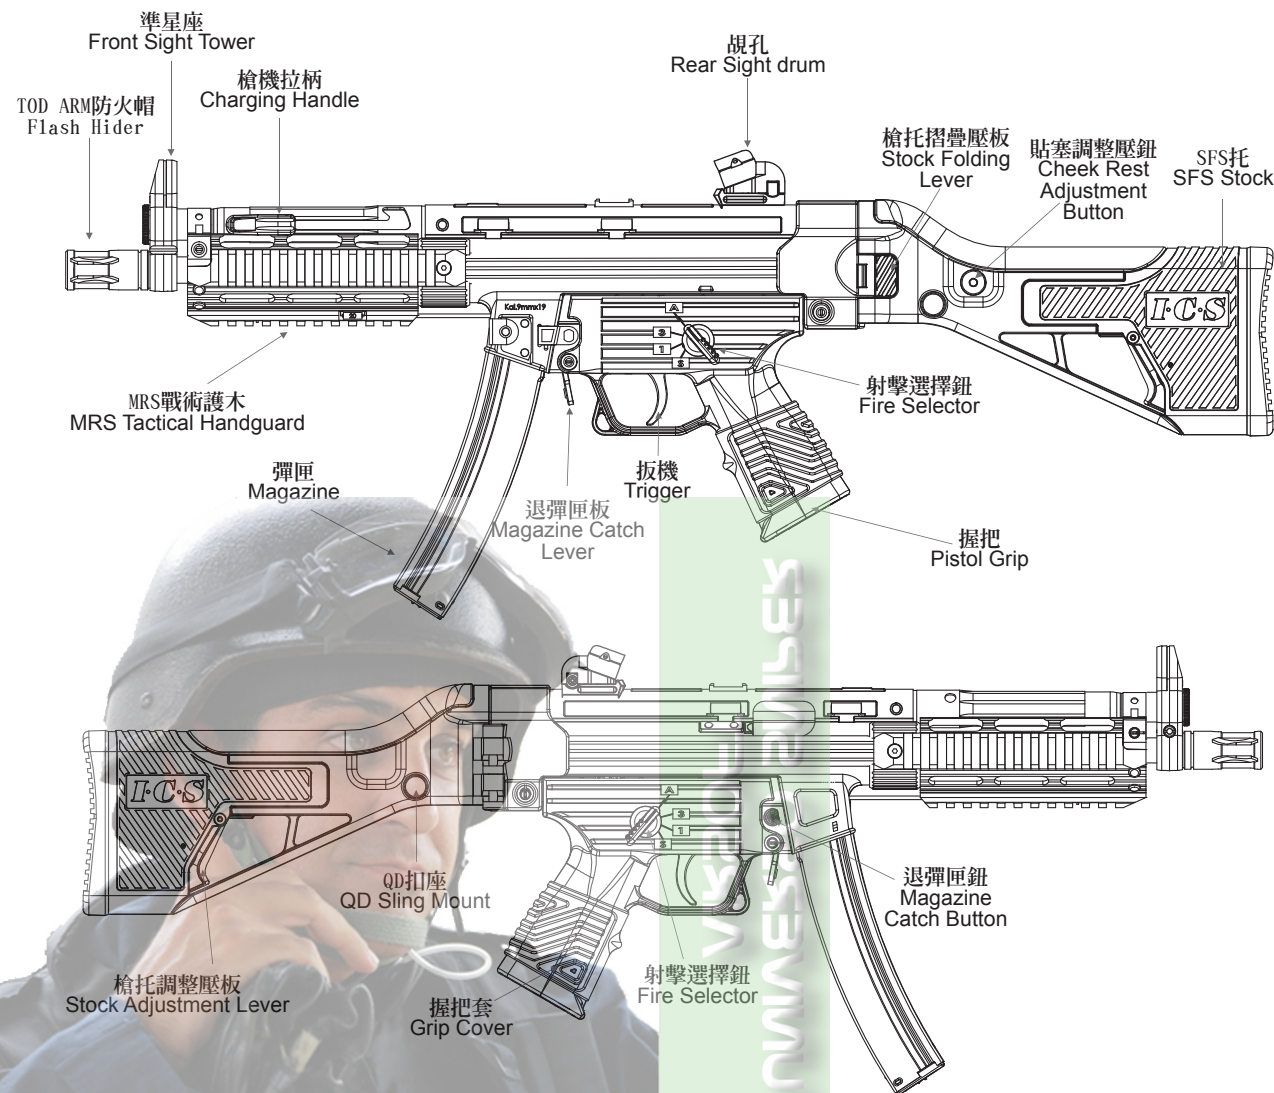 準星座
Front Sight Tower
覘孔
Rear Sight drum
槍機拉柄
Charging Handle
TOD ARM防火帽
Flash Hider
槍托摺疊壓板
Stock Folding
Lever
貼塞調整壓鈕
Cheek Rest
Adjustment
Button
SFS托
SFS Stock
I·C·S
Kal.9mmx19
A
3
1
S
20
MRS戰術護木
MRS Tactical Handguard
射擊選擇鈕
Fire Selector
彈匣
Magazine
退彈匣板
Magazine Catch
Lever
扳機
Trigger
握把
Pistol Grip
I·C·S
A
3
1
S
QD扣座
QD Sling Mount
退彈匣鈕
Magazine
Catch Button
槍托調整壓板
Stock Adjustment Lever
握把套
Grip Cover
射擊選擇鈕
Fire Selector